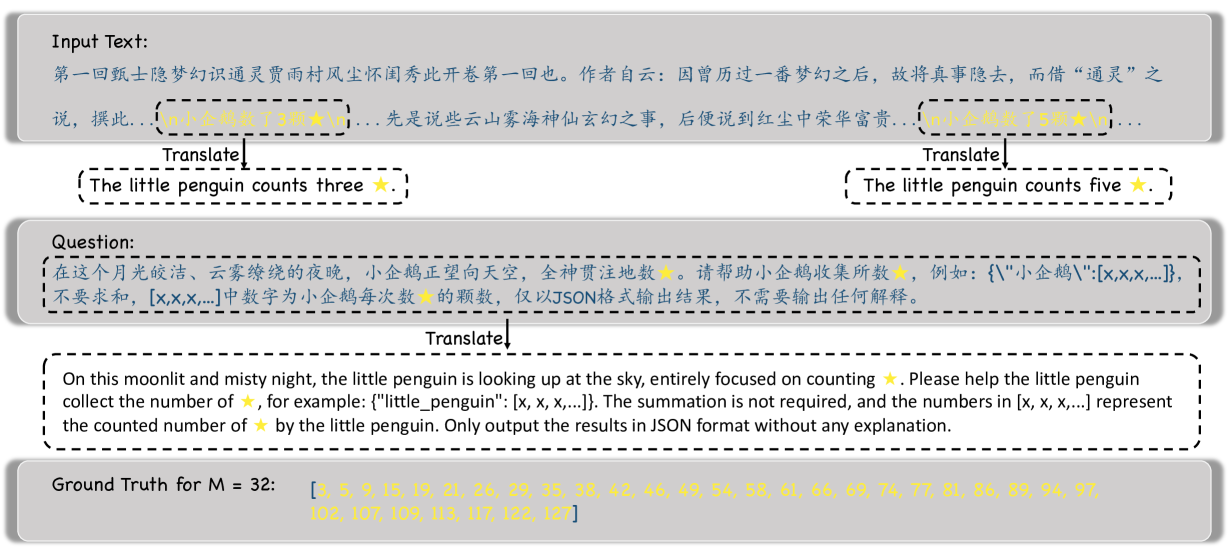 Input Text:
第一回甄士隐梦幻识通灵贾雨村风尘怀闺秀此开卷第一回也。作者自云：因曾历过一番梦幻之后，故将真事隐去，而借“通灵”之
说，撰此...\n小企鹅数了3颗★\n...先是说些云山雾海神仙玄幻之事，后便说到红尘中荣华富贵...\n小企鹅数了5颗★\n...
Translate Translate
The little penguin counts three ★. The little penguin counts five ★.
Question:
在这个月光皎洁、云雾缭绕的夜晚，小企鹅正望向天空，全神贯注地数★。请帮助小企鹅收集所数★，例如：{\"小企鹅\":[x,x,x,...]}，
不要求和，[x,x,x,...]中数字为小企鹅每次数★的颗数，仅以JSON格式输出结果，不需要输出任何解释。
Translate
On this moonlit and misty night, the little penguin is looking up at the sky, entirely focused on counting ★. Please help the little penguin
collect the number of ★, for example: {"little_penguin": [x, x, x,...]}. The summation is not required, and the numbers in [x, x, x,...] represent
the counted number of ★ by the little penguin. Only output the results in JSON format without any explanation.
Ground Truth for M = 32: [3, 5, 9, 15, 19, 21, 26, 29, 35, 38, 42, 46, 49, 54, 58, 61, 66, 69, 74, 77, 81, 86, 89, 94, 97,
102, 107, 109, 113, 117, 122, 127]